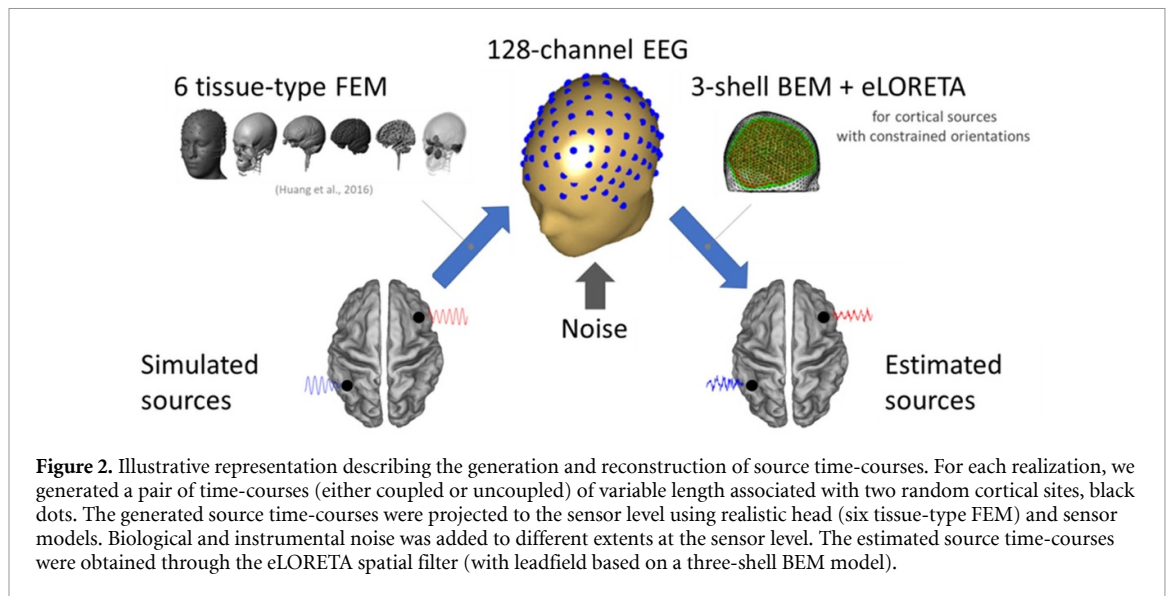 128-channel EEG
6 tissue-type FEM
3-shell BEM + eLORETA
for cortical sources
with constrained orientations
(Huang et al., 2016)
Noise
Simulated
sources
Estimated
sources
Figure 2. Illustrative representation describing the generation and reconstruction of source time-courses. For each realization, we
generated a pair of time-courses (either coupled or uncoupled) of variable length associated with two random cortical sites, black
dots. The generated source time-courses were projected to the sensor level using realistic head (six tissue-type FEM) and sensor
models. Biological and instrumental noise was added to different extents at the sensor level. The estimated source time-courses
were obtained through the eLORETA spatial filter (with leadfield based on a three-shell BEM model).